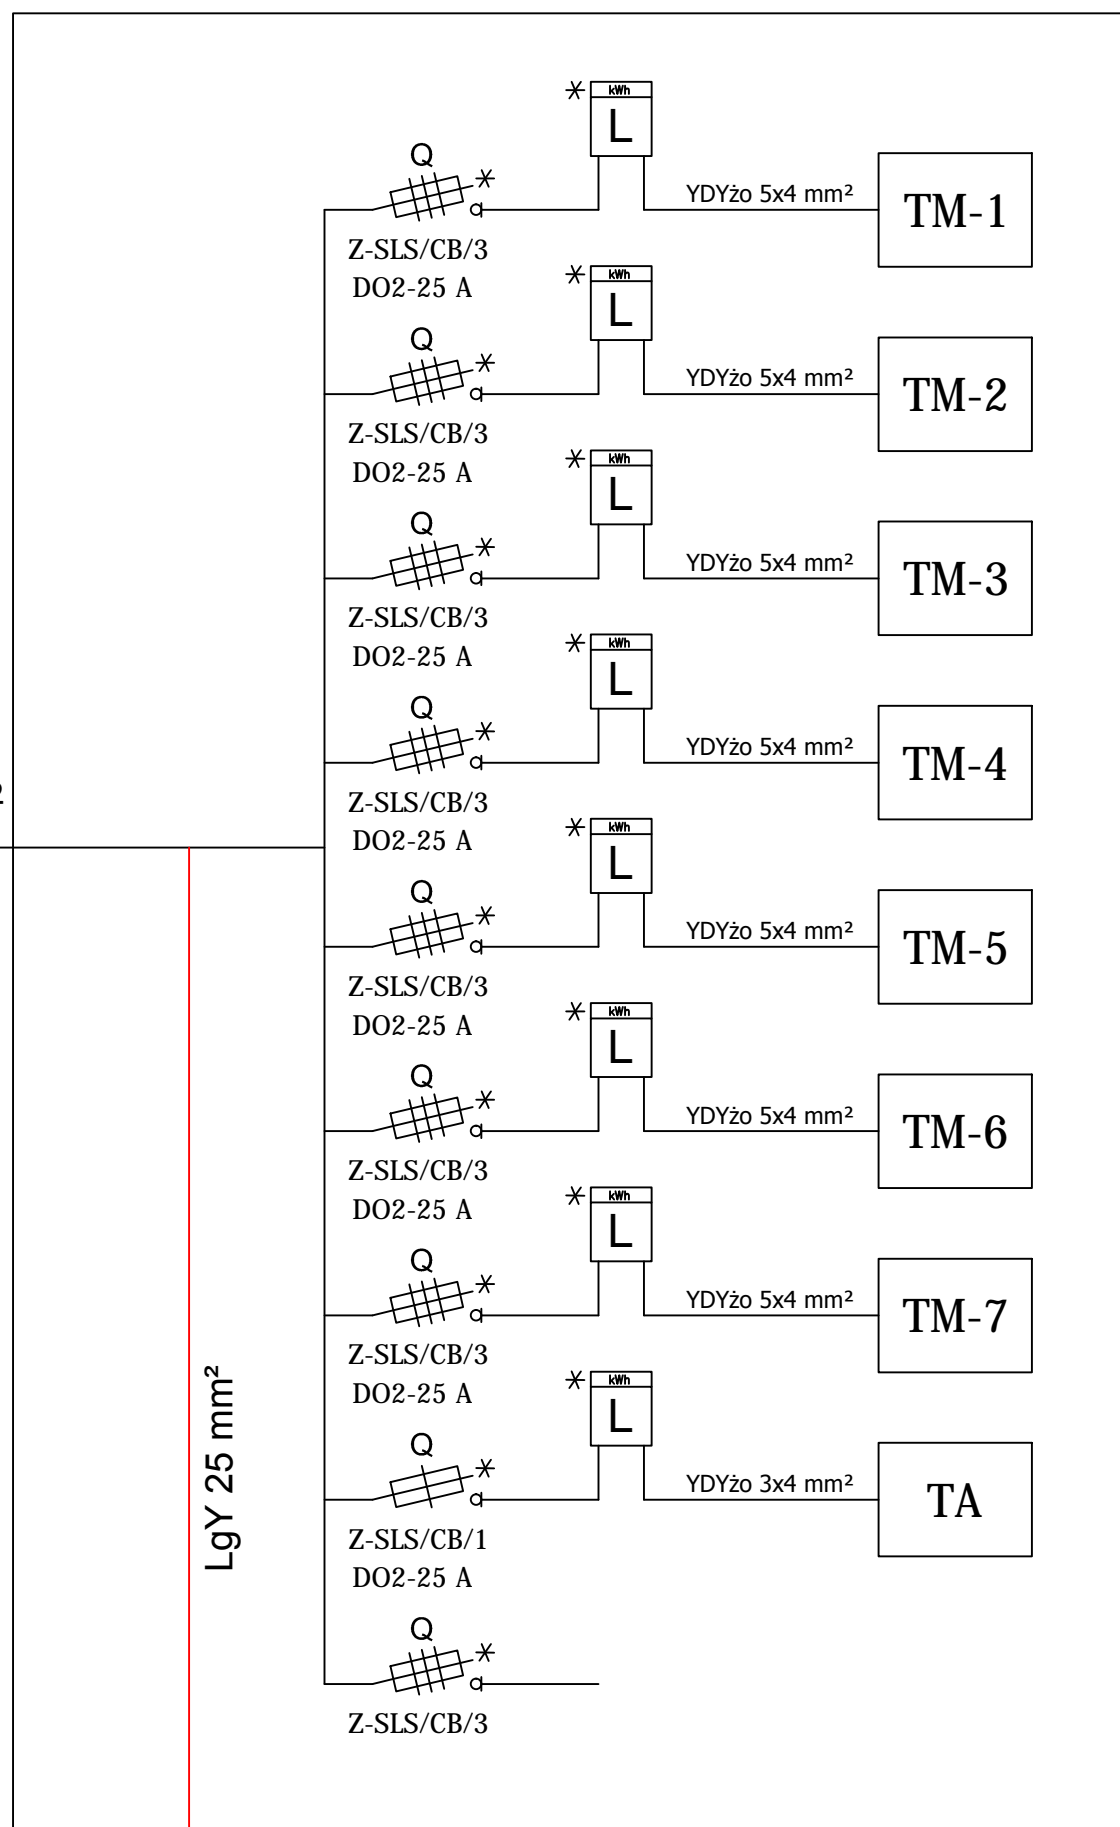 kWh
L
Q
YDYżo 5x4 mm²
TM-1
Z-SLS/CB/3
DO2-25 A
kWh
L
Q
YDYżo 5x4 mm²
TM-2
Z-SLS/CB/3
DO2-25 A
kWh
L
Q
YDYżo 5x4 mm²
TM-3
Z-SLS/CB/3
DO2-25 A
kWh
L
Q
YDYżo 5x4 mm²
TM-4
2
Z-SLS/CB/3
DO2-25 A
kWh
L
Q
YDYżo 5x4 mm²
TM-5
Z-SLS/CB/3
DO2-25 A
kWh
L
Q
YDYżo 5x4 mm²
TM-6
Z-SLS/CB/3
DO2-25 A
kWh
L
Q
YDYżo 5x4 mm²
TM-7
Z-SLS/CB/3
DO2-25 A
kWh
L
Q
YDYżo 3x4 mm²
TA
LgY 25 mm²
Z-SLS/CB/1
DO2-25 A
Q
Z-SLS/CB/3